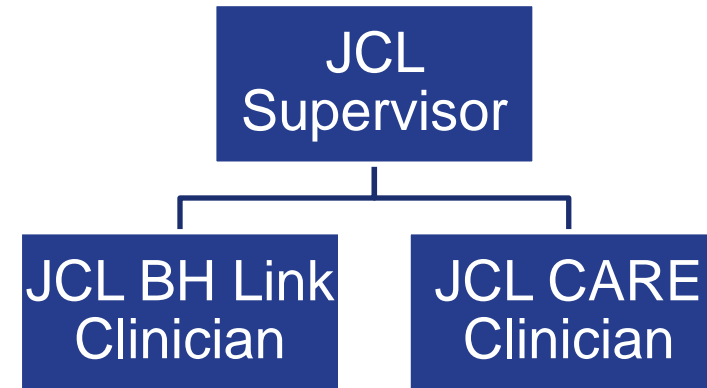 JCL
Supervisor
JCL BH Link
Clinician
JCL CARE
Clinician